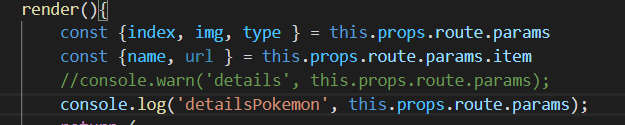 render(){
const {index, img, type } = this.props.route.params
const {name, url } = this.props.route.params.item
//console.warn('details', this.props.route.params);
console.log('detailsPokemon', this.props.route.params);
return (